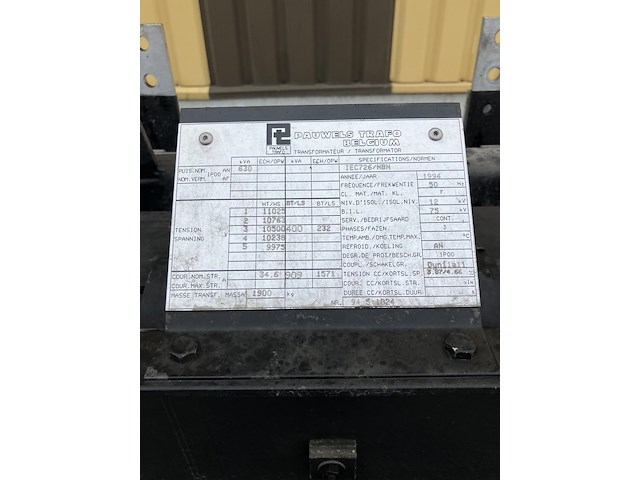 PAUWELS TRAFO
BELGIUM
PAUWELS TRAFO
TRANSFORMATEUR / TRANSFORMATOR
kVA ECH/OPW kVA ECH/OPW SPECIFICATIONS/NORMEN
PUIS.NOM. IP00 AN 630 IEC726/NBN
NOM.VERM. AF ANNEE/JAAR 1994
FREQUENCE/FREKWENTIE 50 Hz
CL. MAT./MAT. KL. F
HT/HS BT/LS BT/LS NIV.D'ISOL./ISOL.NIV. 12 kV
1 11025 B.I.L. 75 kV
2 10763 SERV./BEDRIJFSAARD CONT.
TENSION 3 10500 400 232 PHASES/FAZEN 3
SPANNING 4 10238 TEMP.AMB./OMG.TEMP.MAX. °C
5 9975 REFROID./KOELING AN
DEGR.DE PROT/BESCH.GR. IP00
COUPL./SCHAKELGR. Dyn11
COUR.NOM.STR. 34.6 909 1571 TENSION CC/KORTSL.SP.
COUR.MAX.STR. COUR. CC/KORTSL.STR.
MASSE TRANSF. MASSA 1900 kg DUREE CC/KORTSL.DUUR s
NR.